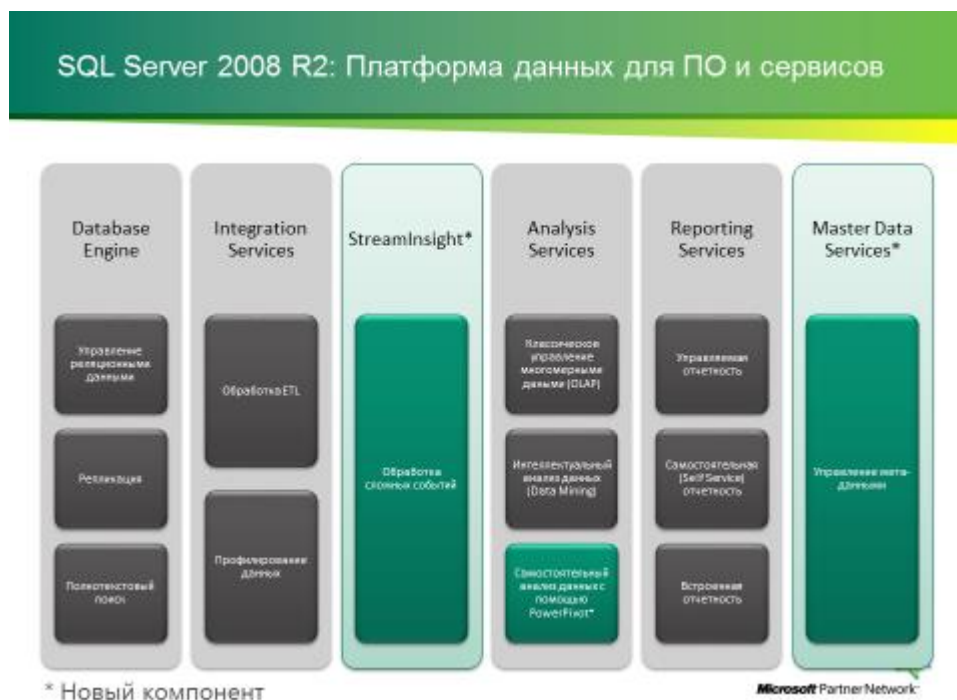 SQL Server 2008 R2: Платформа данных для ПО и сервисов
Database
Engine
Управление
реляционными
данными
Репликация
Полнотекстовый
поиск
Integration
Services
Обработка ETL
Профилирование
данных
StreamInsight*
Обработка
сложных событий
Analysis
Services
Классическое
управление
многомерными
даными (OLAP)
Интеллектуальный
анализ данных
(Data Mining)
Самостоятельный
анализ данных с
помощью
PowerPivot*
Reporting
Services
Управляемая
отчетность
Самостоятельная
(Self Service)
отчетность
Встроенная
отчетность
Master Data
Services*
Управление мета-
данными
* Новый компонент
Microsoft Partner Network